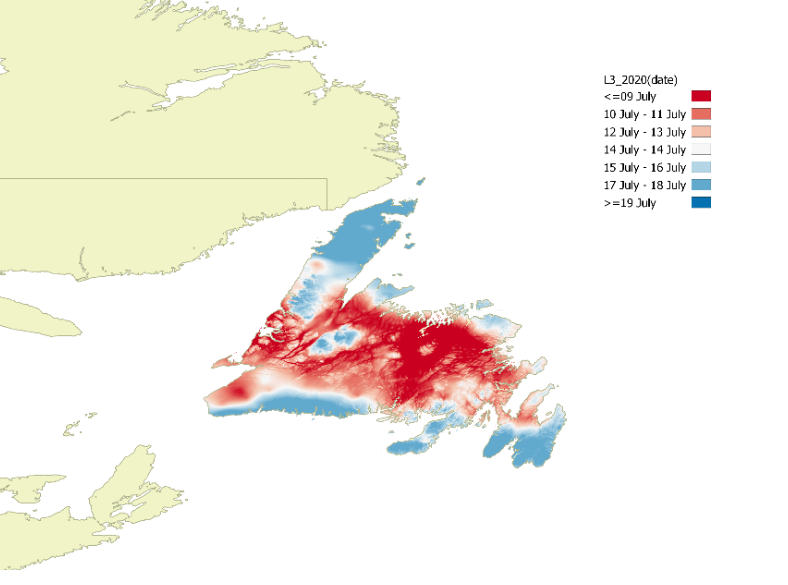 L3_2020(date)
<=09 July
10 July - 11 July
12 July - 13 July
14 July - 14 July
15 July - 16 July
17 July - 18 July
>=19 July